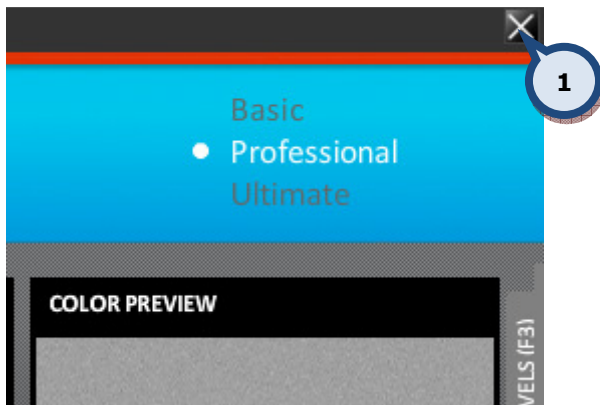 1
Basic
Professional
Ultimate
COLOR PREVIEW
VELS (F3)